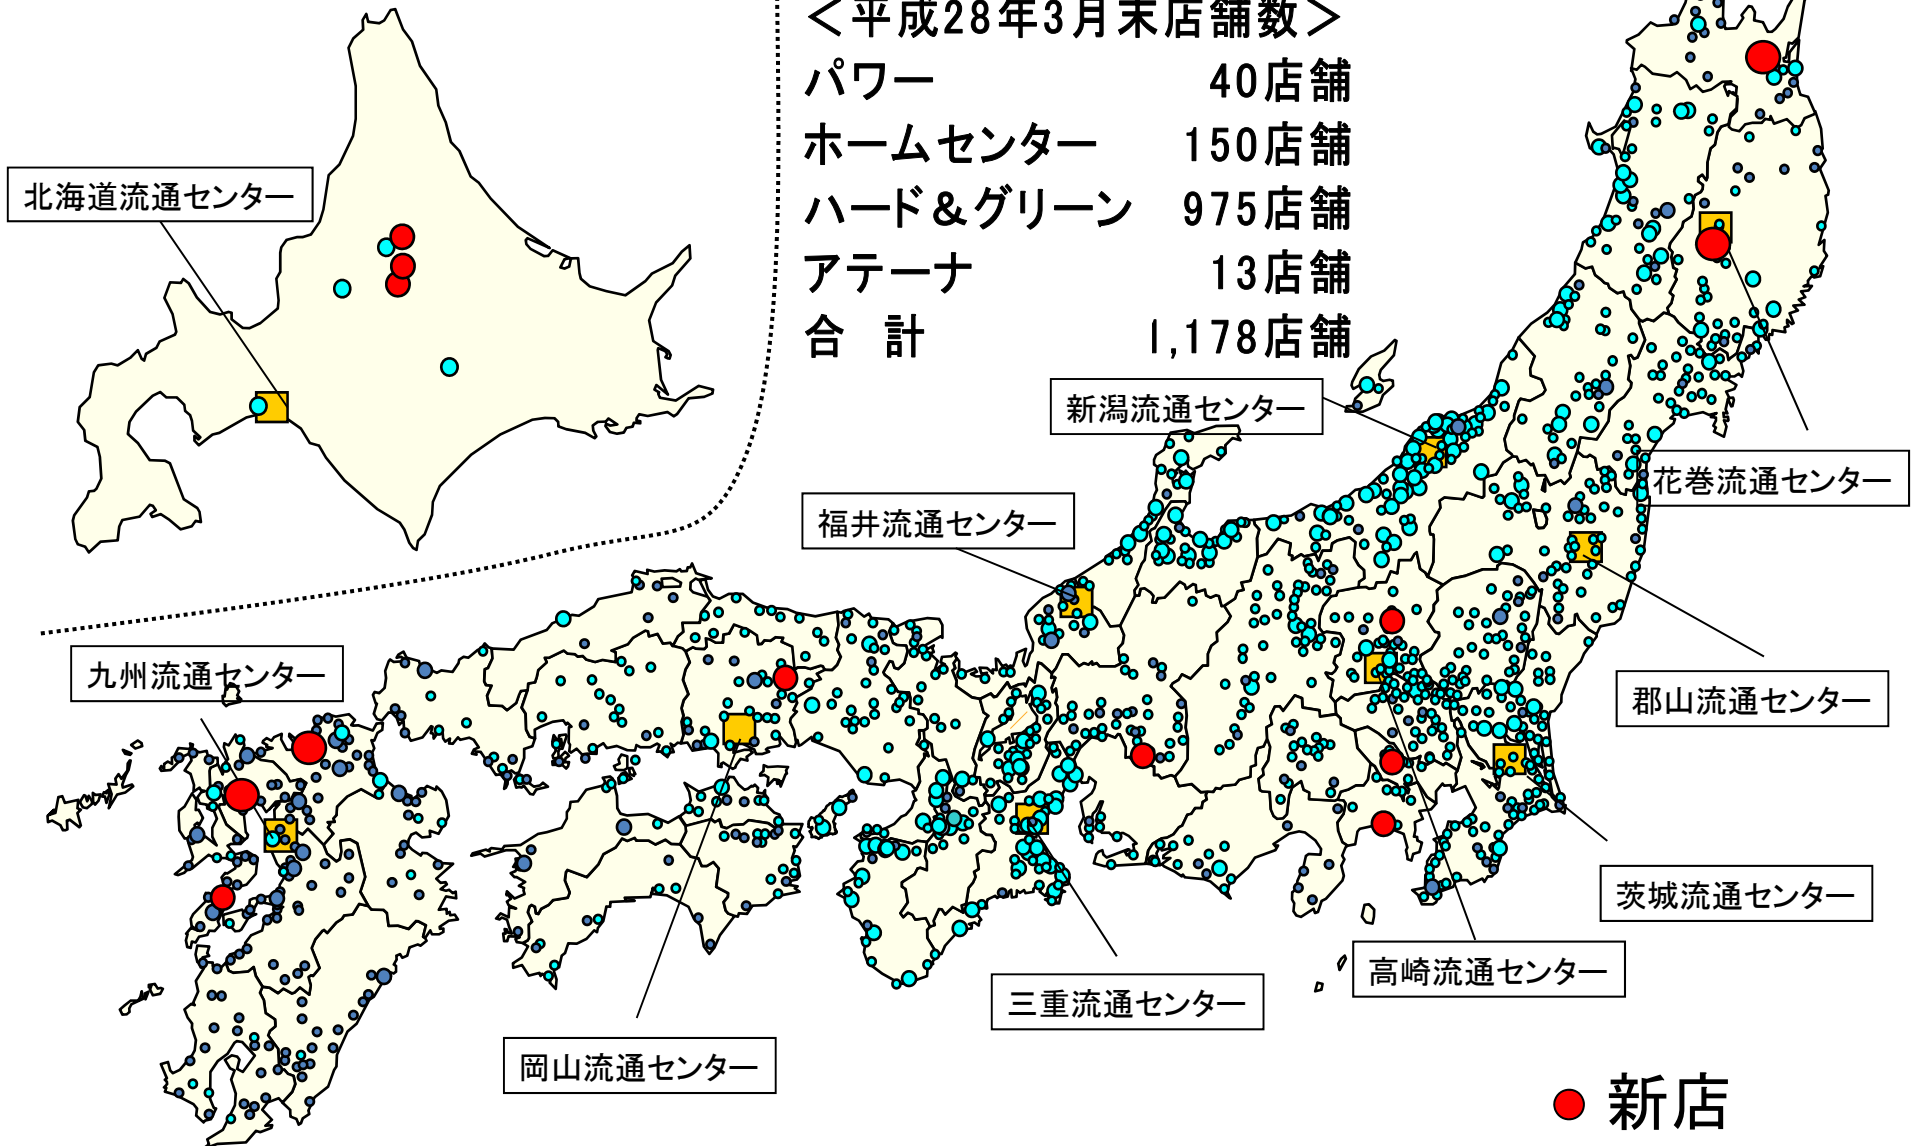 ＜平成28年3月末店舗数＞
パワー 40店舗
ホームセンター 150店舗
ハード＆グリーン 975店舗
アテーナ 13店舗
合 計 1,178店舗
北海道流通センター
新潟流通センター
花巻流通センター
福井流通センター
九州流通センター
郡山流通センター
茨城流通センター
高崎流通センター
三重流通センター
岡山流通センター
新店